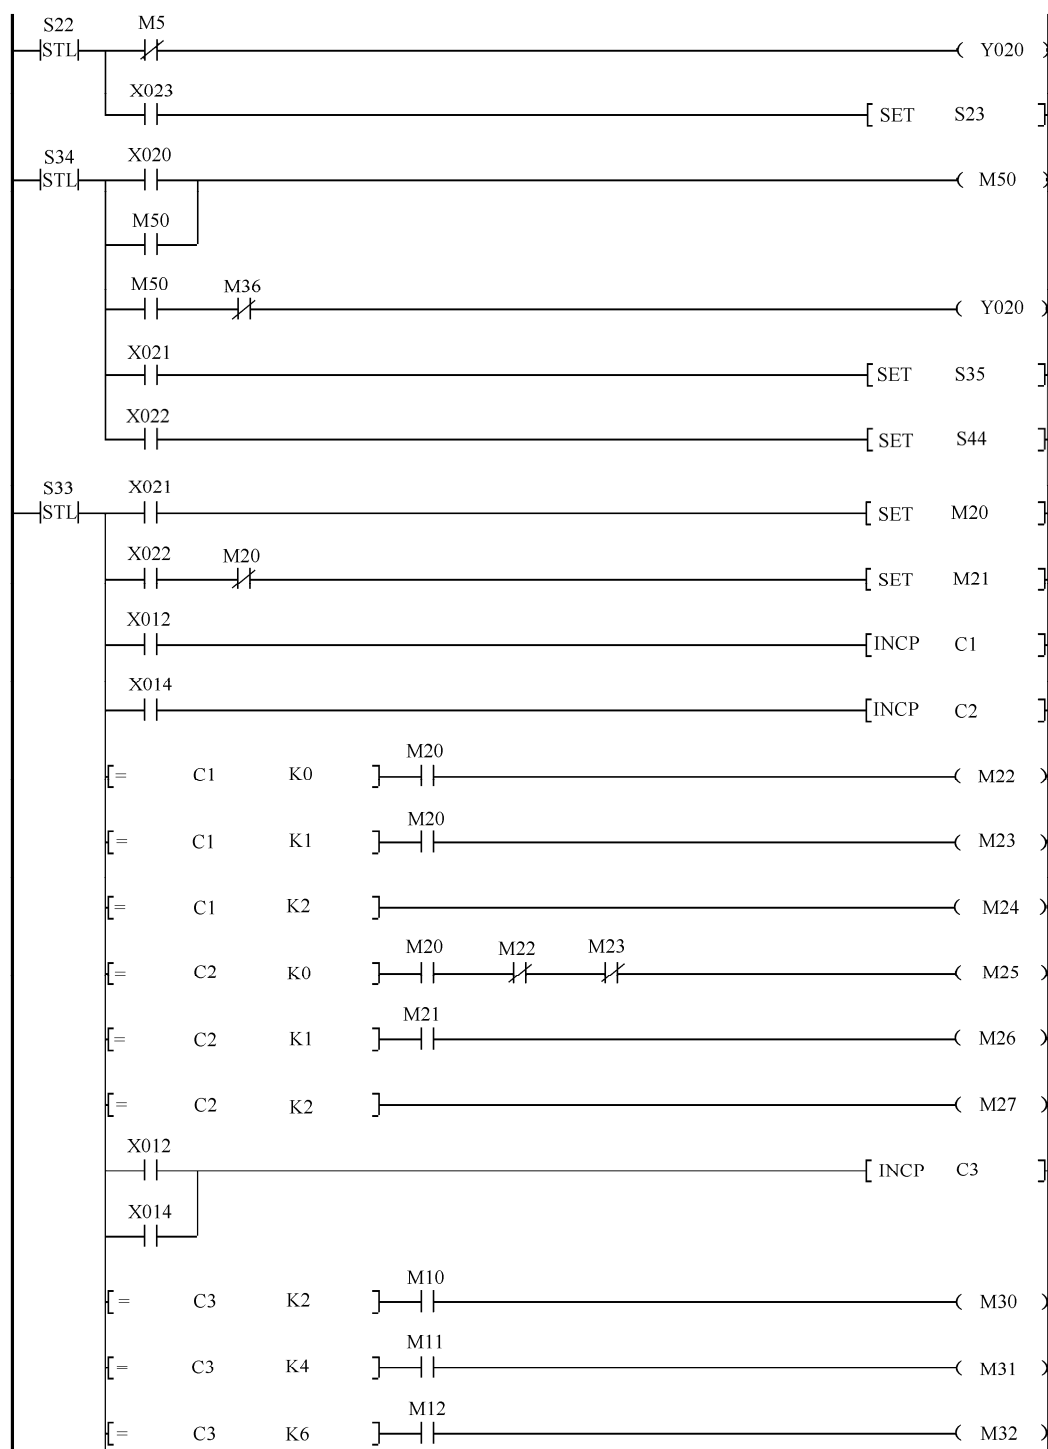 S22 M5
STL Y020
X023
SET S23
S34 X020
STL M50
M50
M50 M36
Y020
X021
SET S35
X022
SET S44
S33 X021
STL SET M20
X022 M20
SET M21
X012
INCP C1
X014
INCP C2
M20
= C1 K0 M22
M20
= C1 K1 M23
= C1 K2 M24
M20 M22 M23
= C2 K0 M25
M21
= C2 K1 M26
= C2 K2 M27
X012
INCP C3
X014
M10
= C3 K2 M30
M11
= C3 K4 M31
M12
= C3 K6 M32